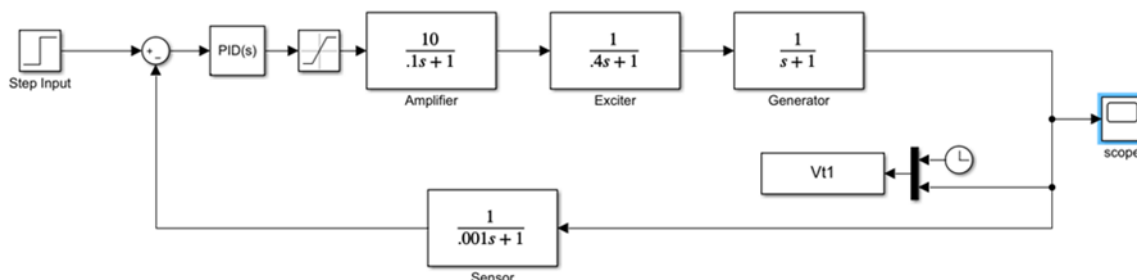 10
.1s + 1
1
.4s + 1
1
s + 1
+
−
PID(s)
Step Input
Amplifier
Exciter
Generator
scope
Vt1
1
.001s + 1
Sensor